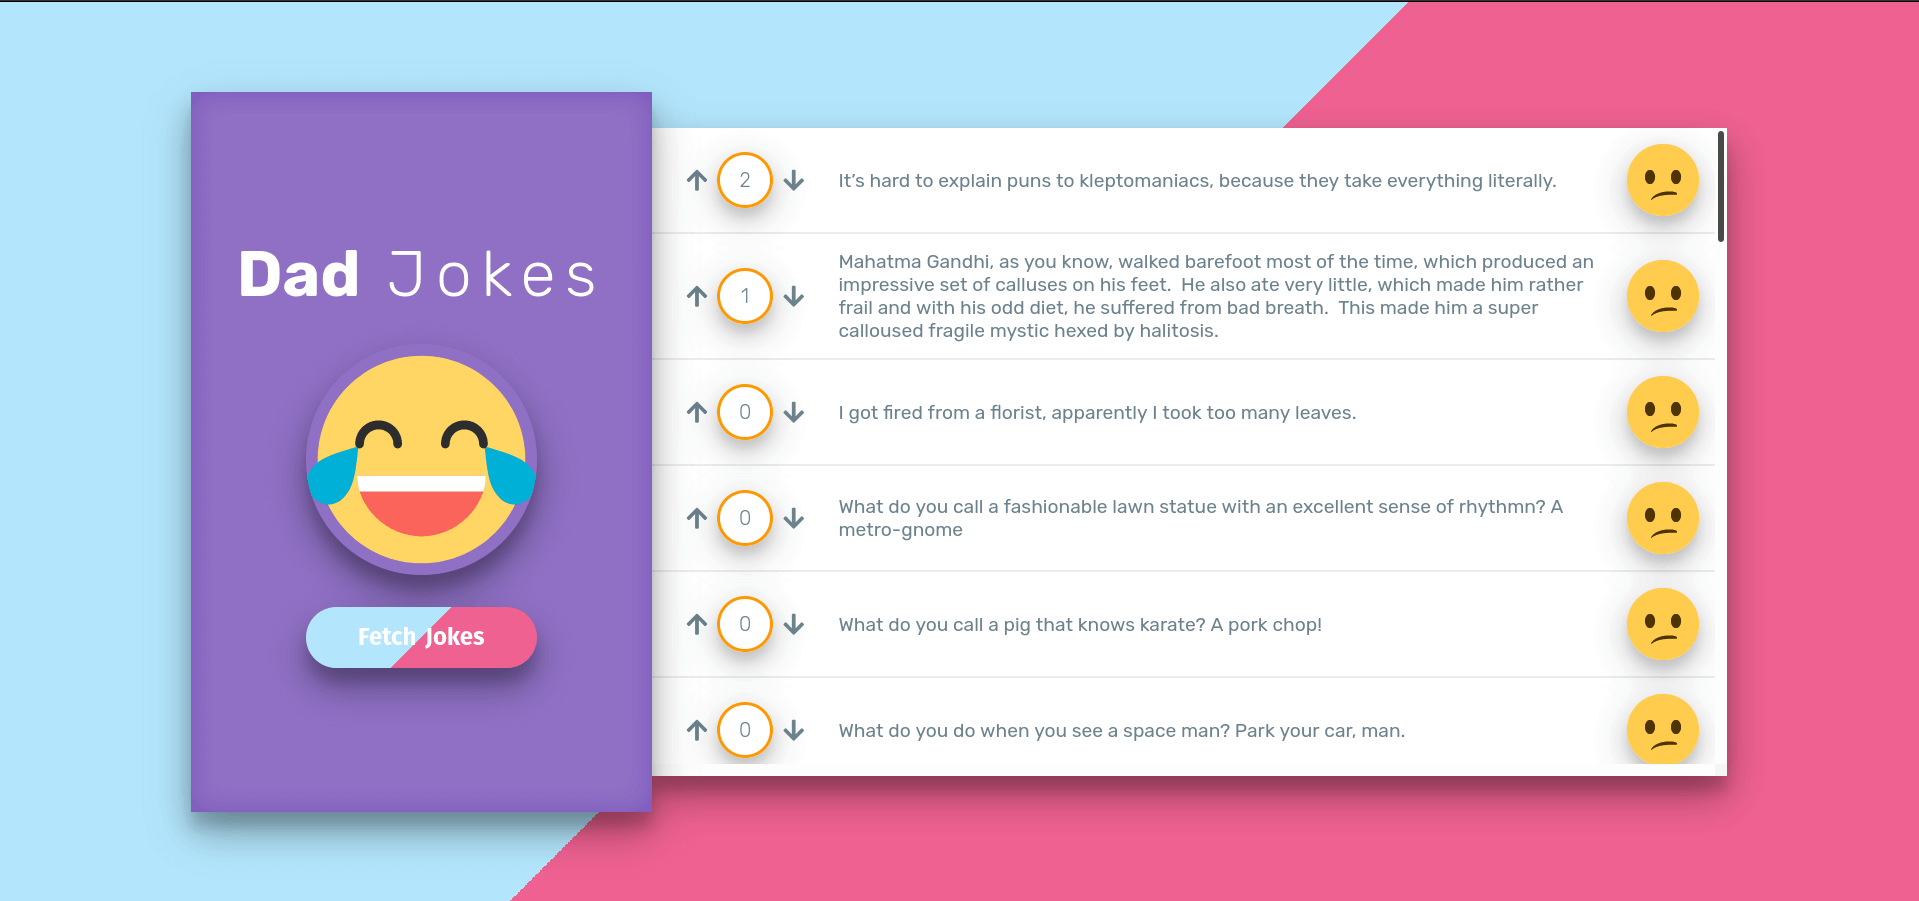 Dad Jokes
Fetch Jokes
2
It’s hard to explain puns to kleptomaniacs, because they take everything literally.
1
Mahatma Gandhi, as you know, walked barefoot most of the time, which produced an
impressive set of calluses on his feet.  He also ate very little, which made him rather
frail and with his odd diet, he suffered from bad breath.  This made him a super
calloused fragile mystic hexed by halitosis.
0
I got fired from a florist, apparently I took too many leaves.
0
What do you call a fashionable lawn statue with an excellent sense of rhythmn? A
metro-gnome
0
What do you call a pig that knows karate? A pork chop!
0
What do you do when you see a space man? Park your car, man.